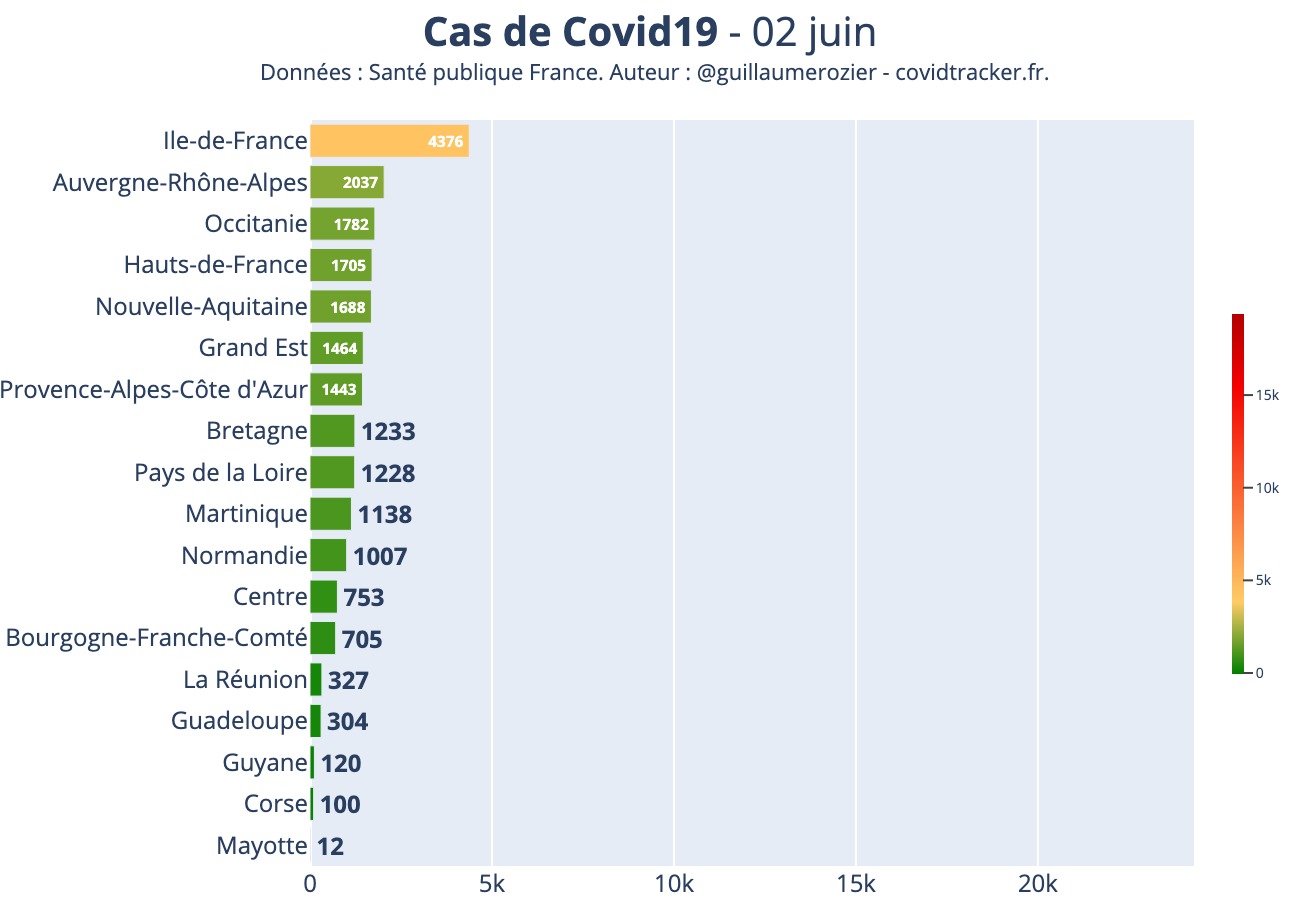 Cas de Covid19 - 02 juin
Données : Santé publique France. Auteur : @guillaumerozier - covidtracker.fr.
Ile-de-France 4376
Auvergne-Rhône-Alpes 2037
Occitanie 1782
Hauts-de-France 1705
Nouvelle-Aquitaine 1688
Grand Est 1464
Provence-Alpes-Côte d'Azur 1443
Bretagne 1233
Pays de la Loire 1228
Martinique 1138
Normandie 1007
Centre 753
Bourgogne-Franche-Comté 705
La Réunion 327
Guadeloupe 304
Guyane 120
Corse 100
Mayotte 12
0 5k 10k 15k 20k
15k
10k
5k
0